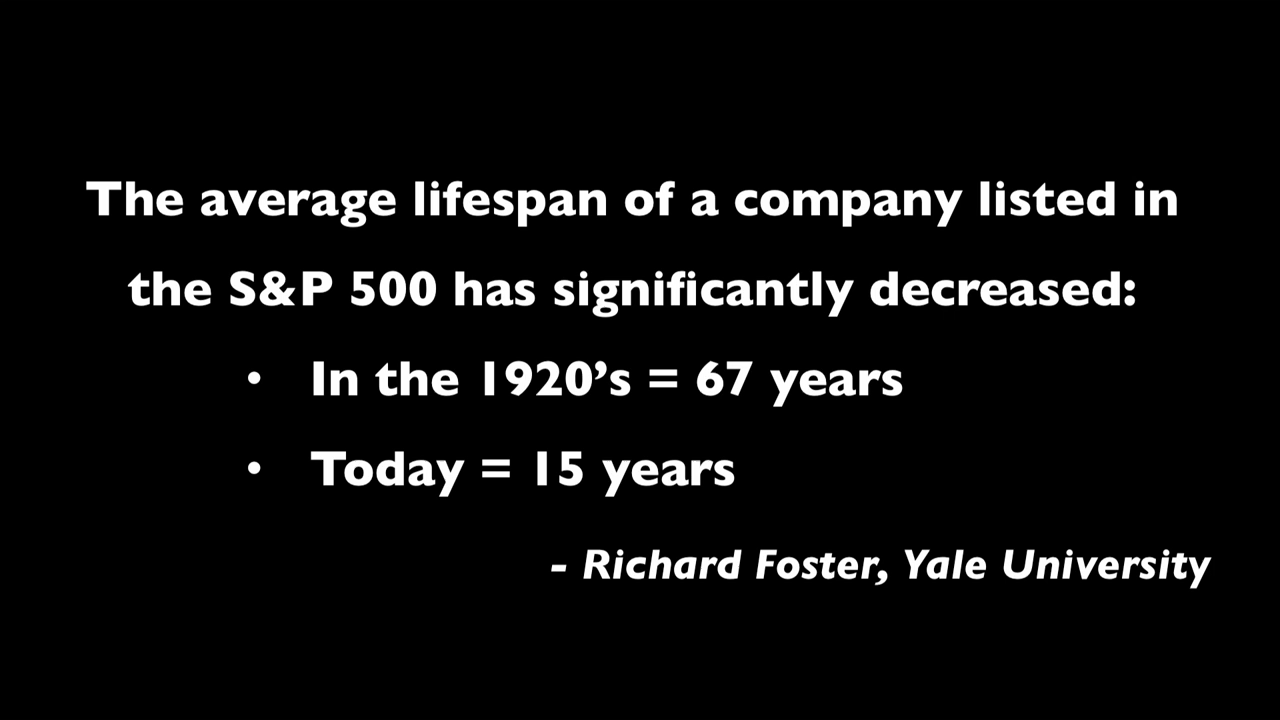 The average lifespan of a company listed in
the S&P 500 has significantly decreased:
• In the 1920’s = 67 years
• Today = 15 years
- Richard Foster, Yale University